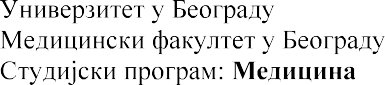 Универзитет у Београду
Медицински факултет у Београду
Студијски програм: Медицина